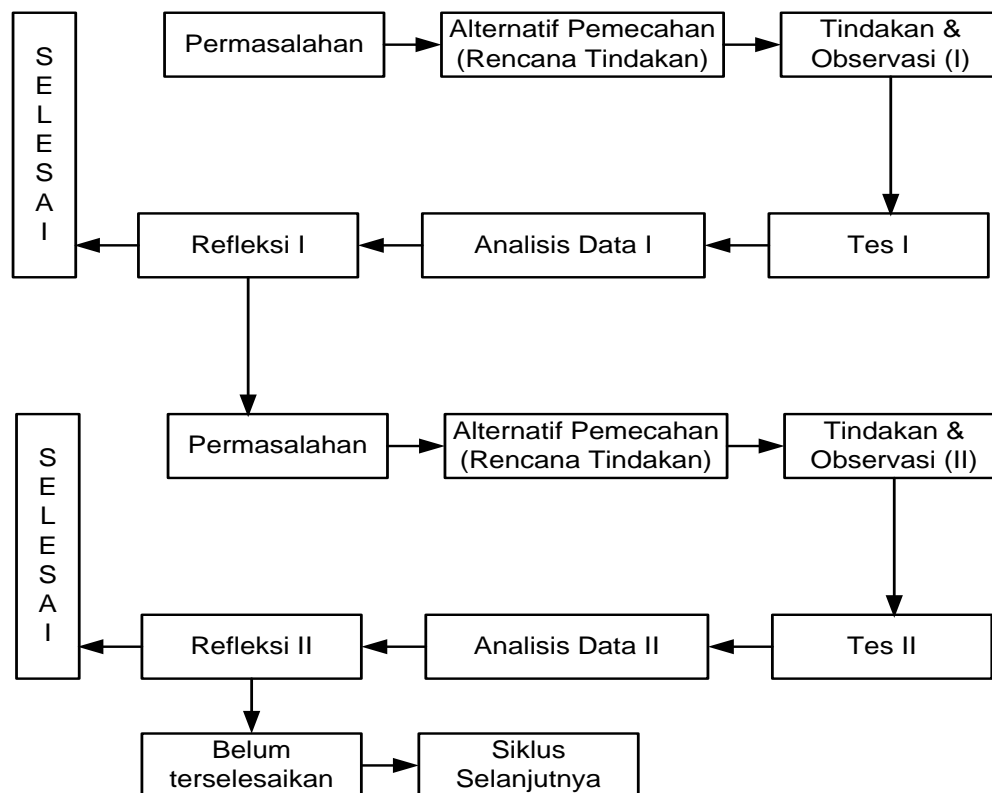 S
E
L
E
S
A
I
Permasalahan
Alternatif Pemecahan
(Rencana Tindakan)
Tindakan &
Observasi (I)
Refleksi I
Analisis Data I
Tes I
S
E
L
E
S
A
I
Permasalahan
Alternatif Pemecahan
(Rencana Tindakan)
Tindakan &
Observasi (II)
Refleksi II
Analisis Data II
Tes II
Belum
terselesaikan
Siklus
Selanjutnya